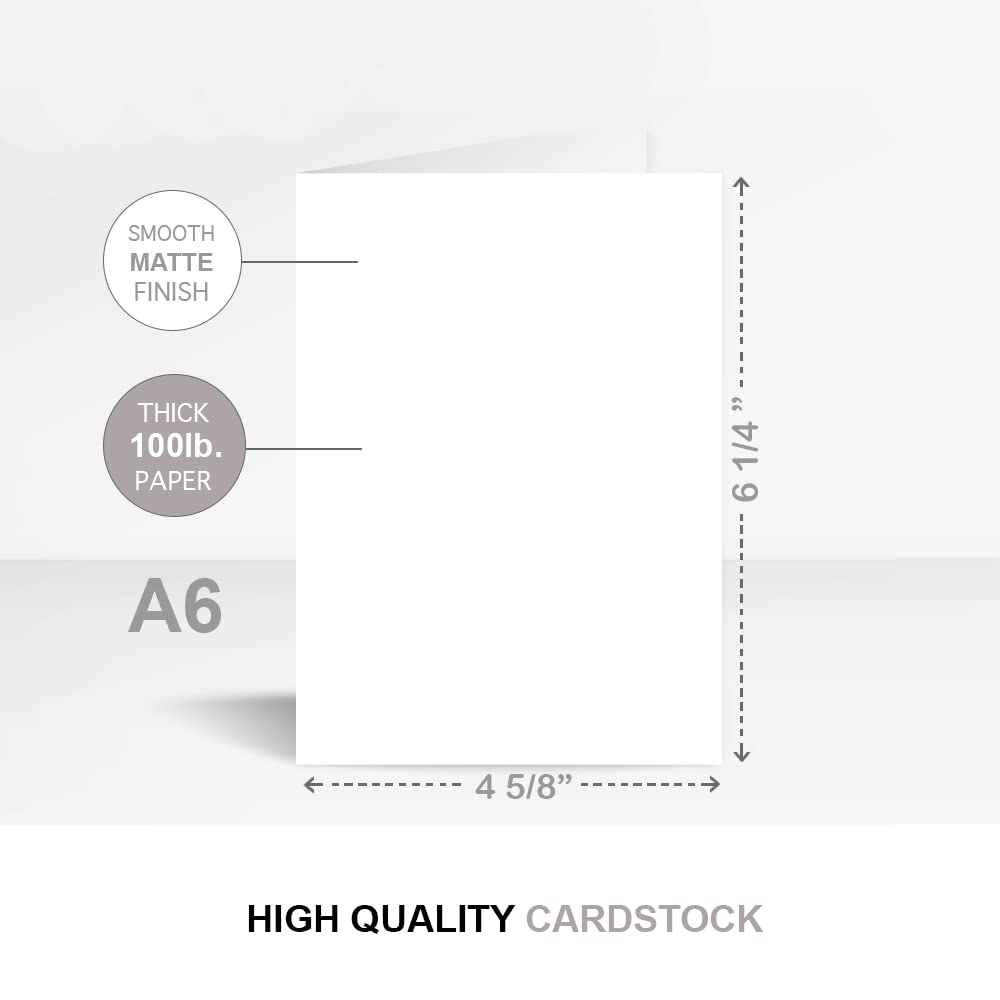 SMOOTH
MATTE
FINISH
THICK
100lb.
PAPER
A6
6 1/4 ”
4 5/8”
HIGH QUALITY CARDSTOCK